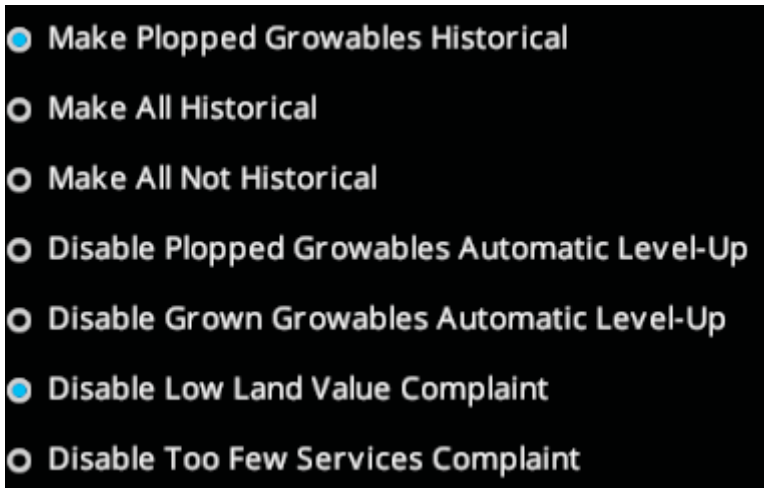 Make Plopped Growables Historical
Make All Historical
Make All Not Historical
Disable Plopped Growables Automatic Level-Up
Disable Grown Growables Automatic Level-Up
Disable Low Land Value Complaint
Disable Too Few Services Complaint